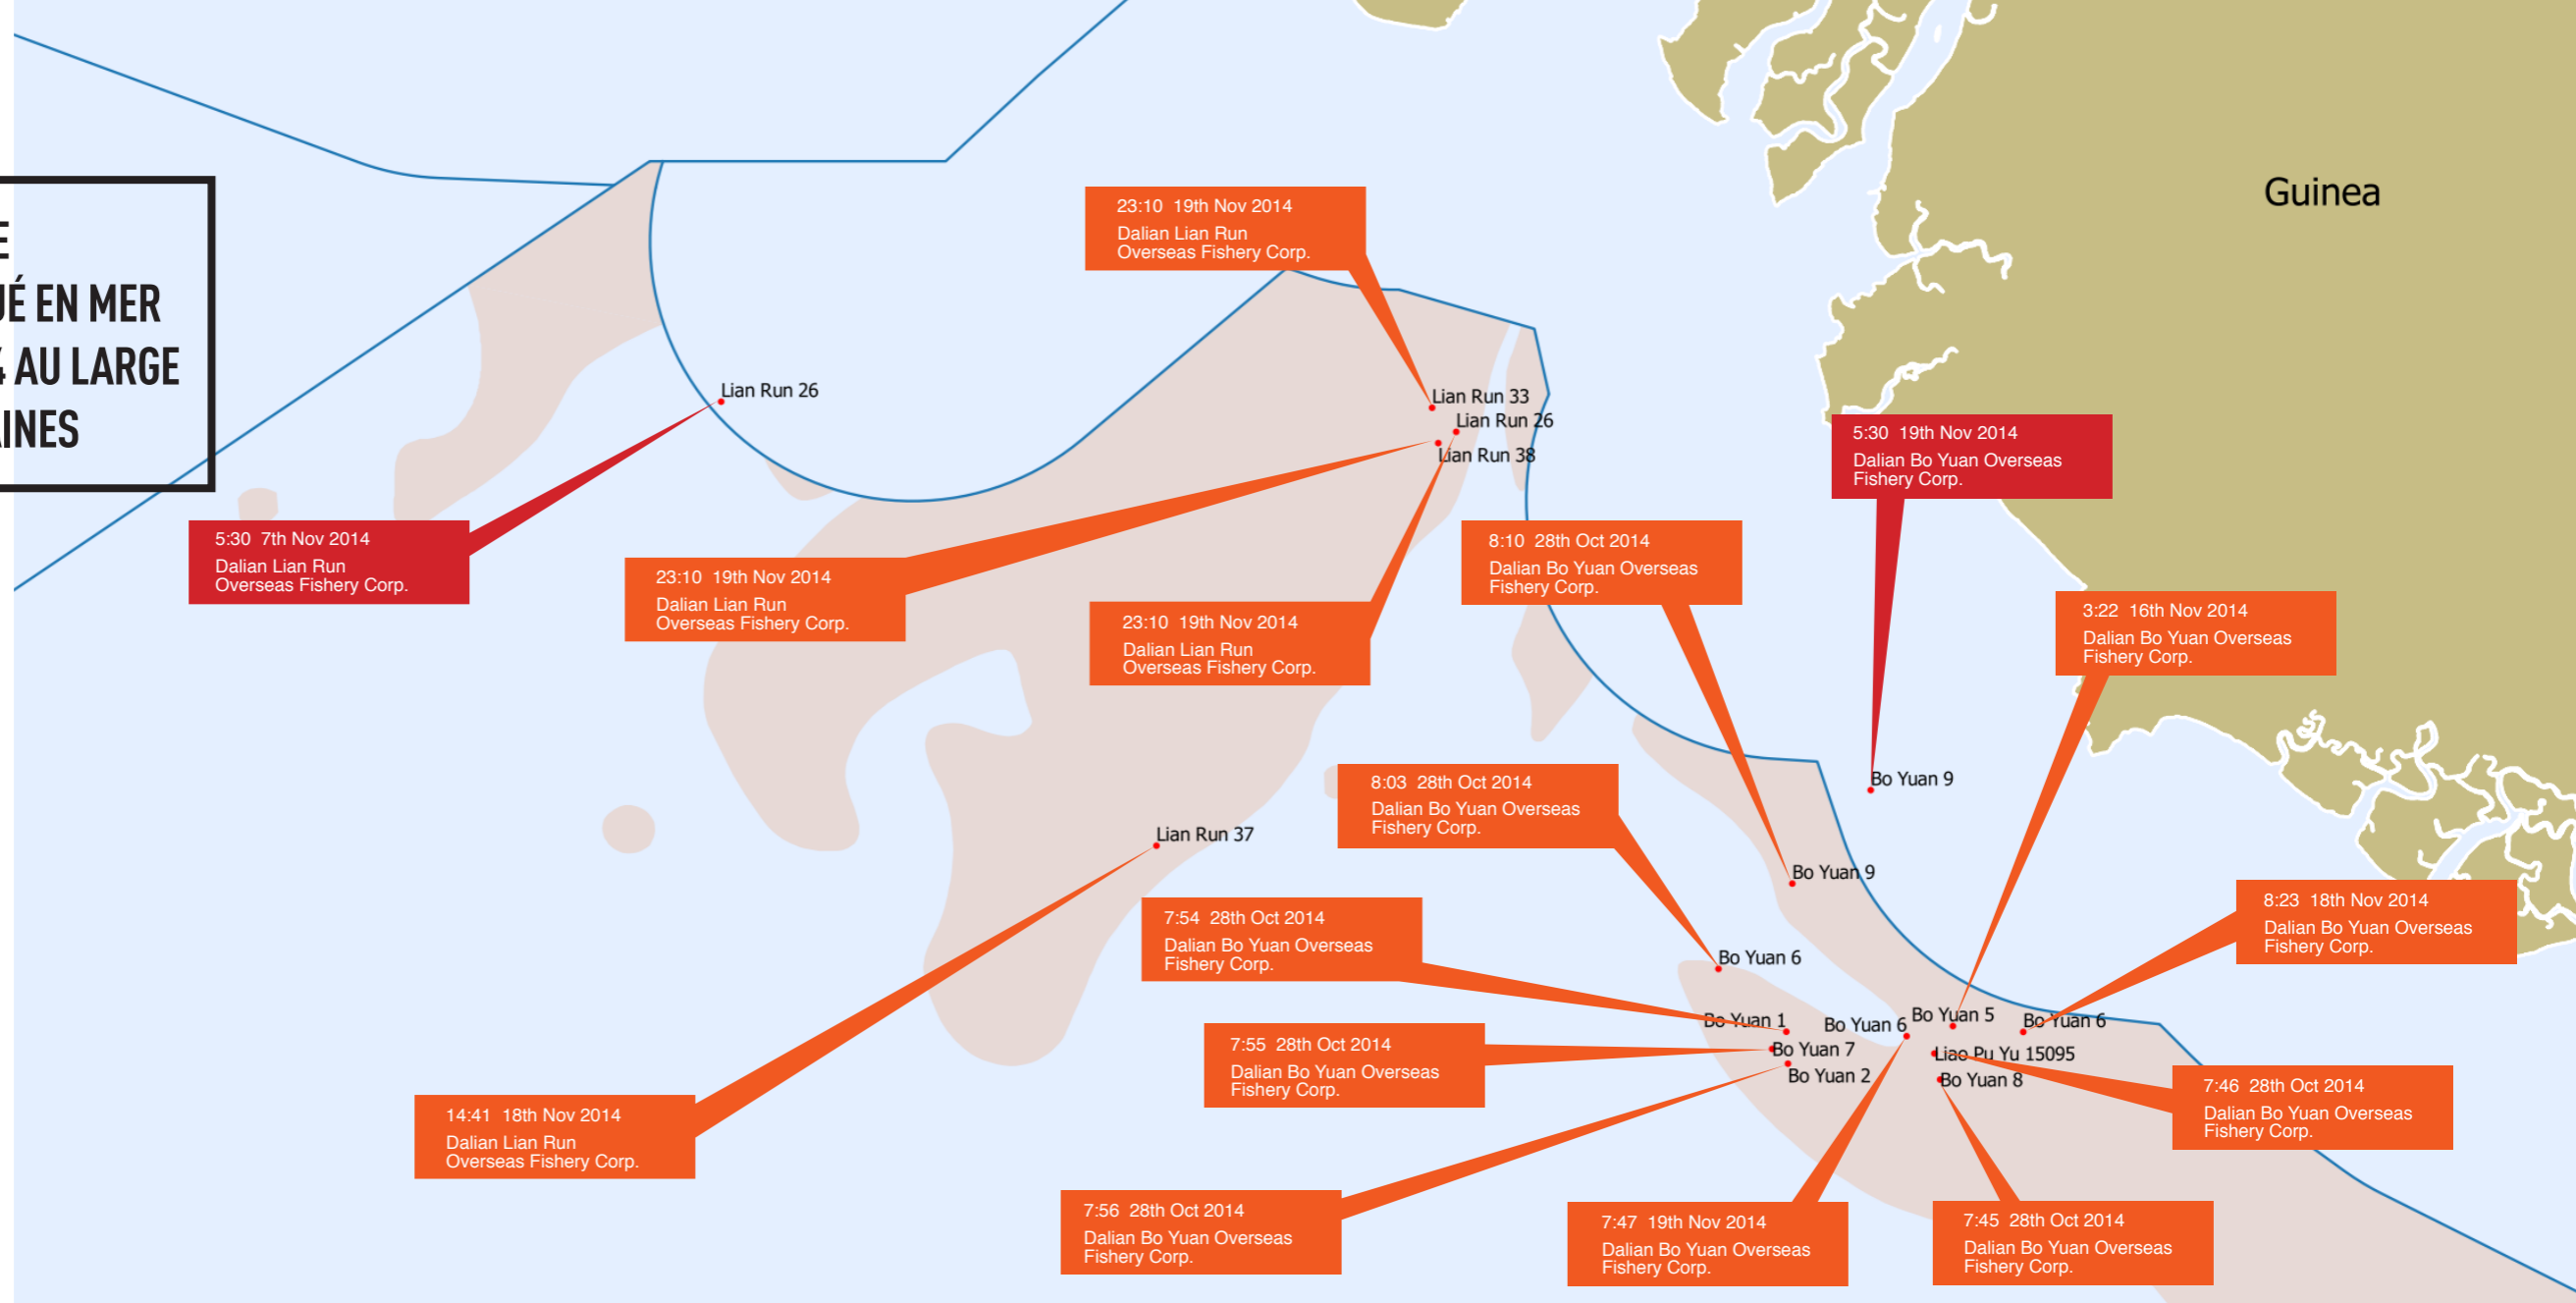 E
UÉ EN MER
AU LARGE
AINES
Guinea
23:10 19th Nov 2014
Dalian Lian Run
Overseas Fishery Corp.
Lian Run 26
Lian Run 33
Lian Run 26
Lian Run 38
5:30 19th Nov 2014
Dalian Bo Yuan Overseas
Fishery Corp.
5:30 7th Nov 2014
Dalian Lian Run
Overseas Fishery Corp.
23:10 19th Nov 2014
Dalian Lian Run
Overseas Fishery Corp.
8:10 28th Oct 2014
Dalian Bo Yuan Overseas
Fishery Corp.
23:10 19th Nov 2014
Dalian Lian Run
Overseas Fishery Corp.
3:22 16th Nov 2014
Dalian Bo Yuan Overseas
Fishery Corp.
8:03 28th Oct 2014
Dalian Bo Yuan Overseas
Fishery Corp.
Bo Yuan 9
Lian Run 37
Bo Yuan 9
7:54 28th Oct 2014
Dalian Bo Yuan Overseas
Fishery Corp.
8:23 18th Nov 2014
Dalian Bo Yuan Overseas
Fishery Corp.
Bo Yuan 6
Bo Yuan 1
Bo Yuan 6
Bo Yuan 5
Bo Yuan 6
Bo Yuan 7
Liao Pu Yu 15095
Bo Yuan 2
Bo Yuan 8
7:55 28th Oct 2014
Dalian Bo Yuan Overseas
Fishery Corp.
7:46 28th Oct 2014
Dalian Bo Yuan Overseas
Fishery Corp.
14:41 18th Nov 2014
Dalian Lian Run
Overseas Fishery Corp.
7:56 28th Oct 2014
Dalian Bo Yuan Overseas
Fishery Corp.
7:47 19th Nov 2014
Dalian Bo Yuan Overseas
Fishery Corp.
7:45 28th Oct 2014
Dalian Bo Yuan Overseas
Fishery Corp.